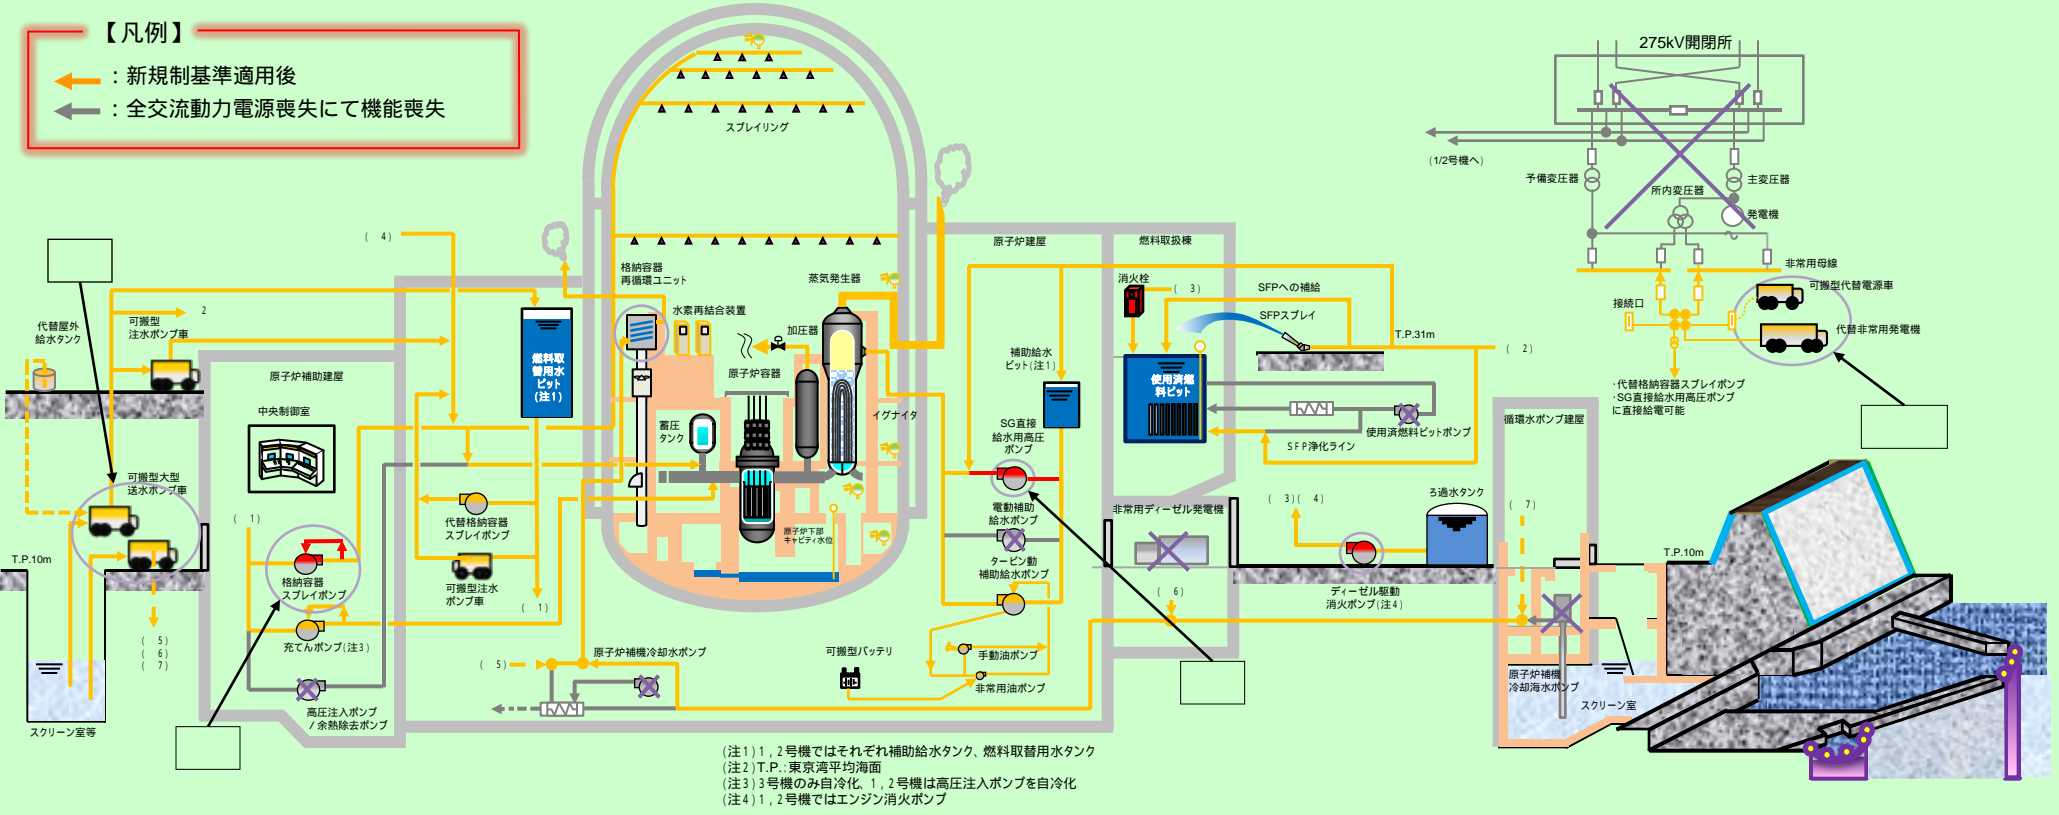 【凡例】
：新規制基準適用後
：全交流動力電源喪失にて機能喪失
275kV開閉所
(1/2号機へ)
予備変圧器
主変圧器
所内変圧器
発電機
非常用母線
接続口
可搬型代替電源車
代替非常用発電機
・代替格納容器スプレイポンプ
・SG直接給水用高圧ポンプ
に直接給電可能
スプレイリング
格納容器
再循環ユニット
水素再結合装置
加圧器
蒸気発生器
原子炉容器
イグナイタ
蓄圧
タンク
原子炉下部
キャビティ水位
( 4)
2
代替屋外
給水タンク
可搬型
注水ポンプ車
原子炉補助建屋
中央制御室
燃料取
替用水
ピット
(注1)
可搬型大型
送水ポンプ車
( 1)
格納容器
スプレイポンプ
充てんポンプ(注3)
高圧注入ポンプ
/余熱除去ポンプ
代替格納容器
スプレイポンプ
可搬型注水
ポンプ車
( 1)
T.P.10m
( 5)
( 6)
( 7)
スクリーン室等
( 5)
原子炉補機冷却水ポンプ
可搬型バッテリ
原子炉建屋
燃料取扱棟
消火栓
( 3)
SFPへの補給
SFPスプレイ
T.P.31m
( 2)
補助給水
ピット(注1)
使用済燃
料ピット
使用済燃料ピットポンプ
SFP浄化ライン
SG直接
給水用高圧
ポンプ
電動補助
給水ポンプ
タービン動
補助給水ポンプ
手動油ポンプ
非常用油ポンプ
非常用ディーゼル発電機
( 6)
( 3)( 4)
ろ過水タンク
ディーゼル駆動
消火ポンプ(注4)
循環水ポンプ建屋
( 7)
T.P.10m
原子炉補機
冷却海水ポンプ
スクリーン室
(注1)1,2号機ではそれぞれ補助給水タンク、燃料取替用水タンク
(注2)T.P.:東京湾平均海面
(注3)3号機のみ自冷化、1,2号機は高圧注入ポンプを自冷化
(注4)1,2号機ではエンジン消火ポンプ